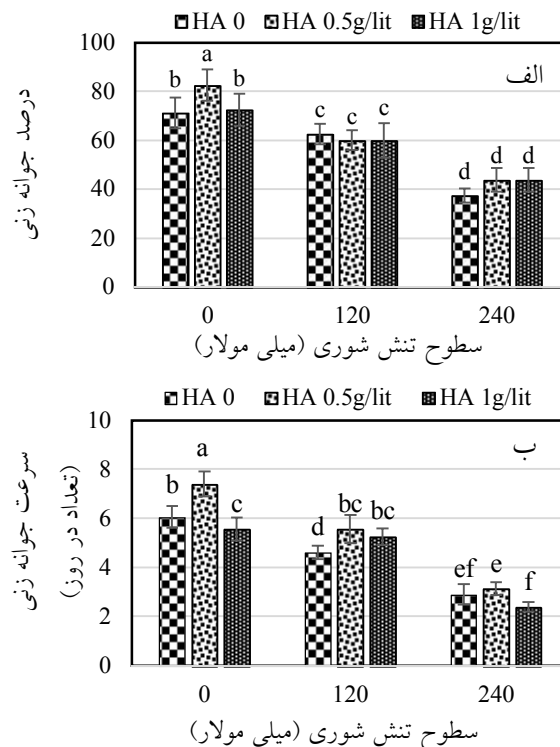 HA 0 HA 0.5g/lit HA 1g/lit
الف
درصد جوانه زنی
100
80
60
40
20
0
b a b c c c d d d
0 120 240
سطوح تنش شوری (میلی مولار)
HA 0 HA 0.5g/lit HA 1g/lit
ب
سرعت جوانه زنی
(تعداد در روز)
10
8
6
4
2
0
b a c d bc bc ef e f
0 120 240
سطوح تنش شوری (میلی مولار)